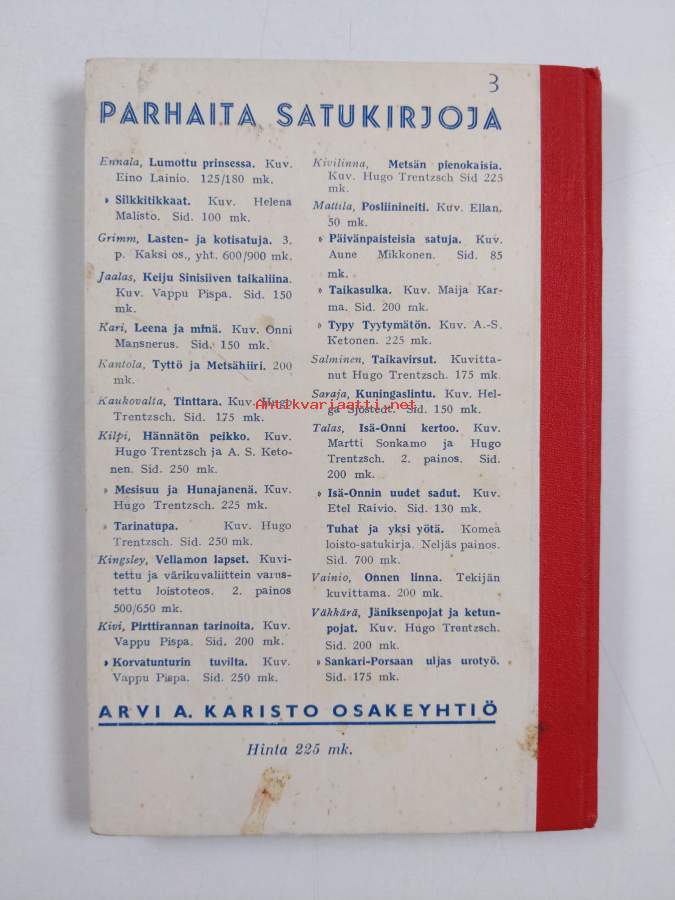 3
PARHAITA SATUKIRJOJA
Ennala, Lumottu prinsessa. Kuv.
Eino Lainio. 125/180 mk.
» Silkkitikkaat. Kuv. Helena
Malisto. Sid. 100 mk.
Grimm, Lasten- ja kotisatuja. 3.
p. Kaksi os., yht. 600/900 mk.
Jaalas, Keiju Sinisiiven taikaliina.
Kuv. Vappu Pispa. Sid. 150
mk.
Kari, Leena ja minä. Kuv. Onni
Mansnerus. Sid. 150 mk.
Kantola, Tyttö ja Metsähiiri. 200
mk.
Kaukovalta, Tinttara. Kuv. Hugo
Trentzsch. Sid. 175 mk.
Kilpi, Hännätön peikko. Kuv.
Hugo Trentzsch ja A. S. Keto-
nen. Sid. 250 mk.
» Mesisuu ja Hunajanenä. Kuv.
Hugo Trentzsch. 225 mk.
» Tarinatupa. Kuv. Hugo
Trentzsch. Sid. 250 mk.
Kingsley, Vellamon lapset. Kuvi-
tettu ja värikuvaliittein varus-
tettu loistoteos. 2. painos
500/650 mk.
Kivi, Pirttirannan tarinoita. Kuv.
Vappu Pispa. Sid. 200 mk.
» Korvatunturin tuvilta. Kuv.
Vappu Pispa. Sid. 250 mk.
Kivilinna, Metsän pienokaisia.
Kuv. Hugo Trentzsch Sid 225
mk.
Mattila, Posliinineiti. Kuv. Ellan.
50 mk.
» Päivänpaisteisia satuja. Kuv.
Aune Mikkonen. Sid. 85
mk.
» Taikasulka. Kuv. Maija Kar-
ma. Sid. 200 mk.
» Typy Tyytymätön. Kuv. A.-S.
Ketonen. 225 mk.
Salminen, Taikavirsut. Kuvitta-
nut Hugo Trentzsch. 175 mk.
Saraja, Kuningaslintu. Kuv. Hel-
ga Sjöstedt. Sid. 150 mk.
Talas, Isä-Onni kertoo. Kuv.
Martti Sonkamo ja Hugo
Trentzsch. 2. painos. Sid.
200 mk.
» Isä-Onnin uudet sadut. Kuv.
Etel Raivio. Sid. 130 mk.
Tuhat ja yksi yötä. Komea
loisto-satukirja. Neljäs painos.
Sid. 700 mk.
Vainio, Onnen linna. Tekijän
kuvittama. 200 mk.
Väkkärä, Jäniksenpojat ja ketun-
pojat. Kuv. Hugo Trentzsch.
Sid. 200 mk.
» Sankari-Porsaan uljas urotyö.
Sid. 175 mk.
Antikvariaatti.net
ARVI A. KARISTO OSAKEYHTIÖ
Hinta 225 mk.